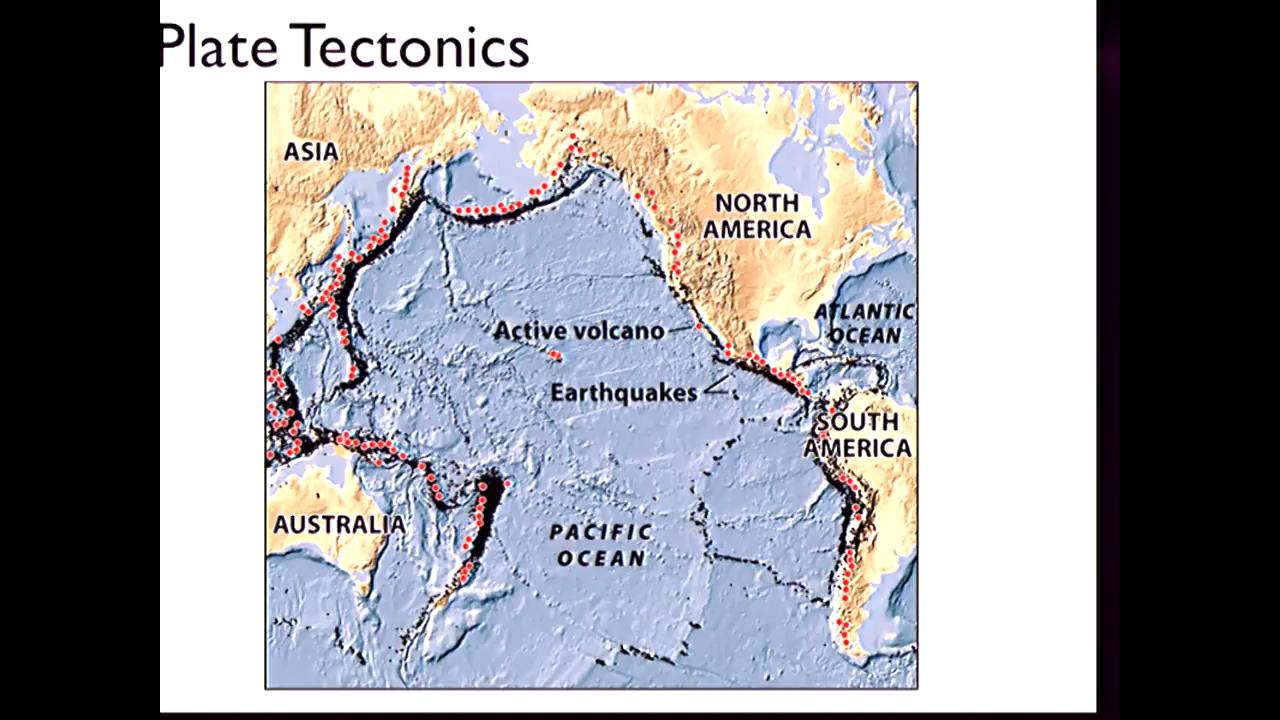 Plate Tectonics
ASIA
NORTH
AMERICA
ATLANTIC
OCEAN
Active volcano
Earthquakes
SOUTH
AMERICA
AUSTRALIA
PACIFIC
OCEAN